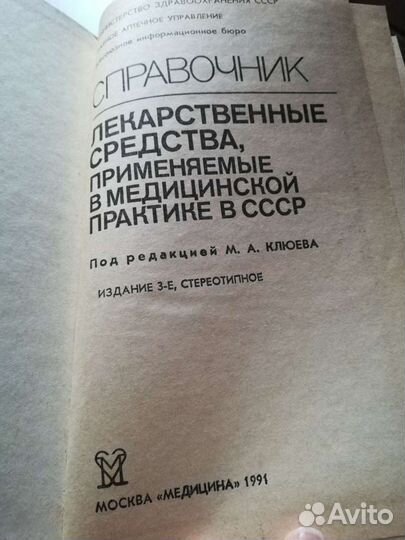 МИНИСТЕРСТВО ЗДРАВООХРАНЕНИЯ СССР
АПТЕЧНОЕ УПРАВЛЕНИЕ
информационное бюро
СПРАВОЧНИК
ЛЕКАРСТВЕННЫЕ
СРЕДСТВА,
ПРИМЕНЯЕМЫЕ
В МЕДИЦИНСКОЙ
ПРАКТИКЕ В СССР
Под редакцией М. А. КЛЮЕВА
ИЗДАНИЕ 3-Е, СТЕРЕОТИПНОЕ
МОСКВА «МЕДИЦИНА» 1991
Avito